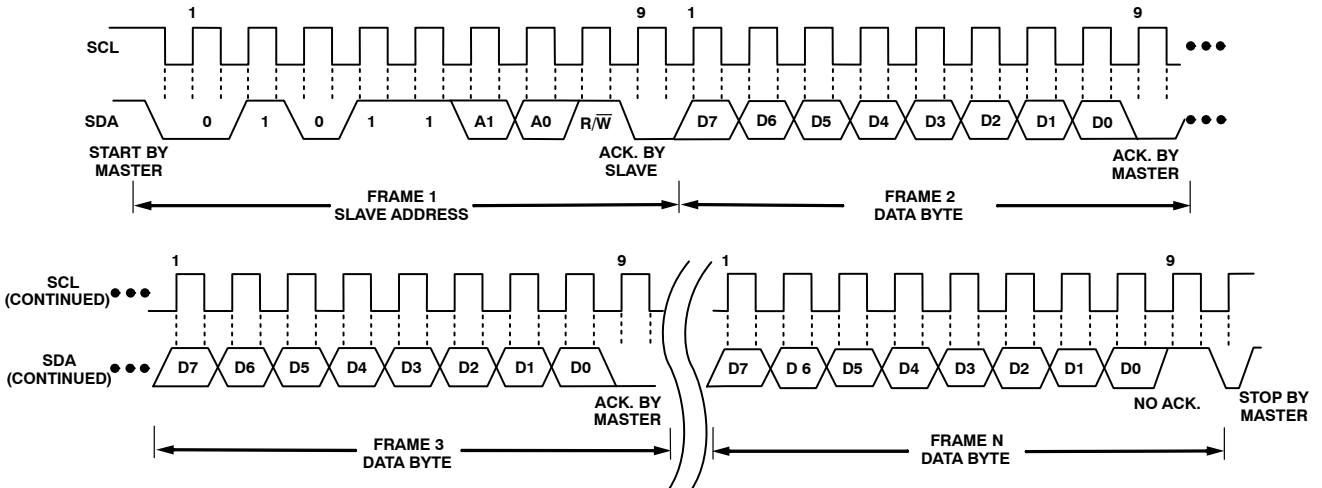 1 9 1 9
SCL
SDA 0 1 0 1 1 A1 A0 R/W̅ D7 D6 D5 D4 D3 D2 D1 D0
START BY
MASTER
ACK. BY
SLAVE
ACK. BY
MASTER
FRAME 1
SLAVE ADDRESS
FRAME 2
DATA BYTE
1 9 1 9
SCL
(CONTINUED)
SDA
(CONTINUED)
D7 D6 D5 D4 D3 D2 D1 D0 D7 D 6 D5 D4 D3 D2 D1 D0
ACK. BY
MASTER
NO ACK.
STOP BY
MASTER
FRAME 3
DATA BYTE
FRAME N
DATA BYTE